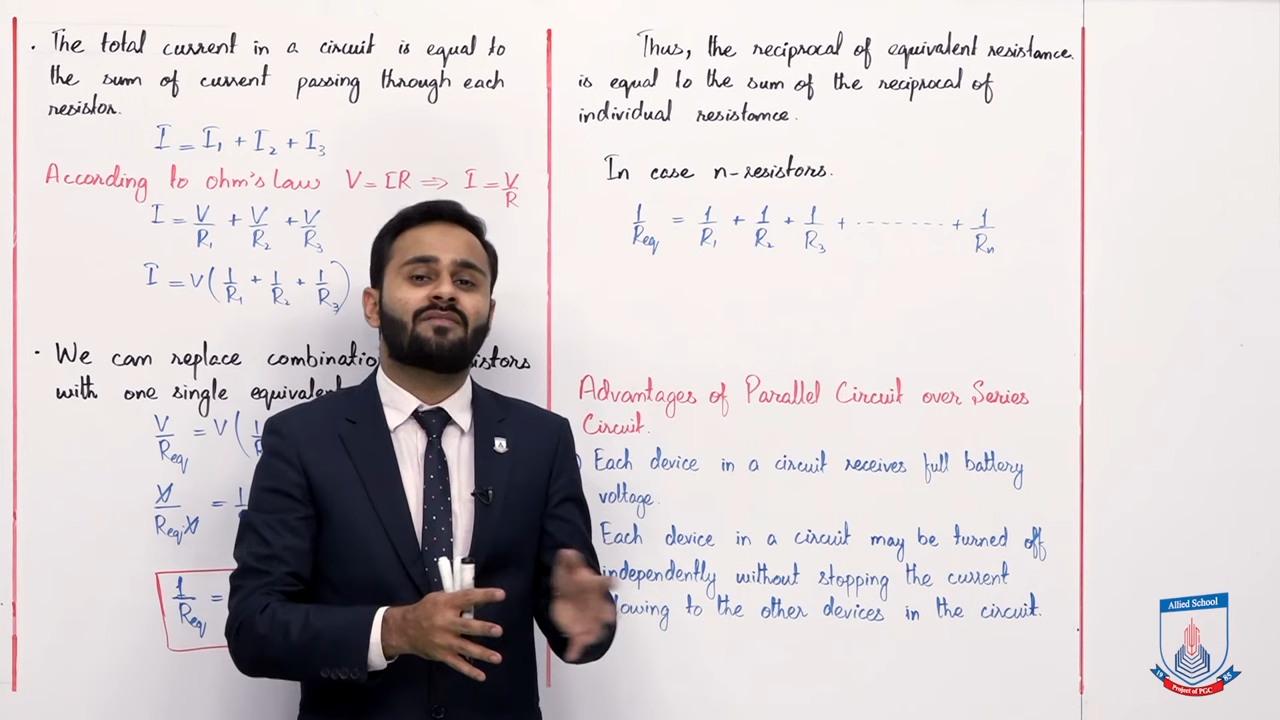 . The total current in a circuit is equal to
the sum of current passing through each
resistor.
I = I₁ + I₂ + I₃
According to ohm's law V = IR ⇒ I = V/R
I = V/R₁ + V/R₂ + V/R₃
I = V(1/R₁ + 1/R₂ + 1/R₃)
· We can replace istors
with one single
V/Req = V(
V/Req.V =
1/Req =
Thus, the reciprocal of equivalent resistance.
is equal to the sum of the reciprocal of
individual resistance.
In case n-resistors.
1/Req = 1/R₁ + 1/R₂ + 1/R₃ + -------- + 1/Rn
Advantages of Parallel Circuit over Series
Circuit.
) Each device in a circuit receives full battery
voltage.
Each device in a circuit may be turned off
independently without stopping the current
lowing to the other devices in the circuit.
Allied School
19 85
Project of PGC